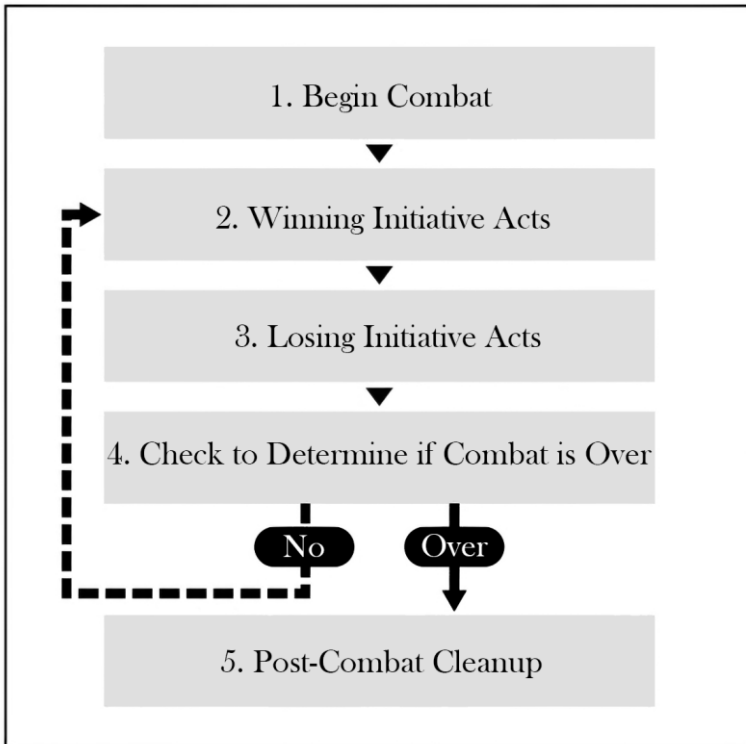 1. Begin Combat
2. Winning Initiative Acts
3. Losing Initiative Acts
4. Check to Determine if Combat is Over
No
Over
5. Post-Combat Cleanup